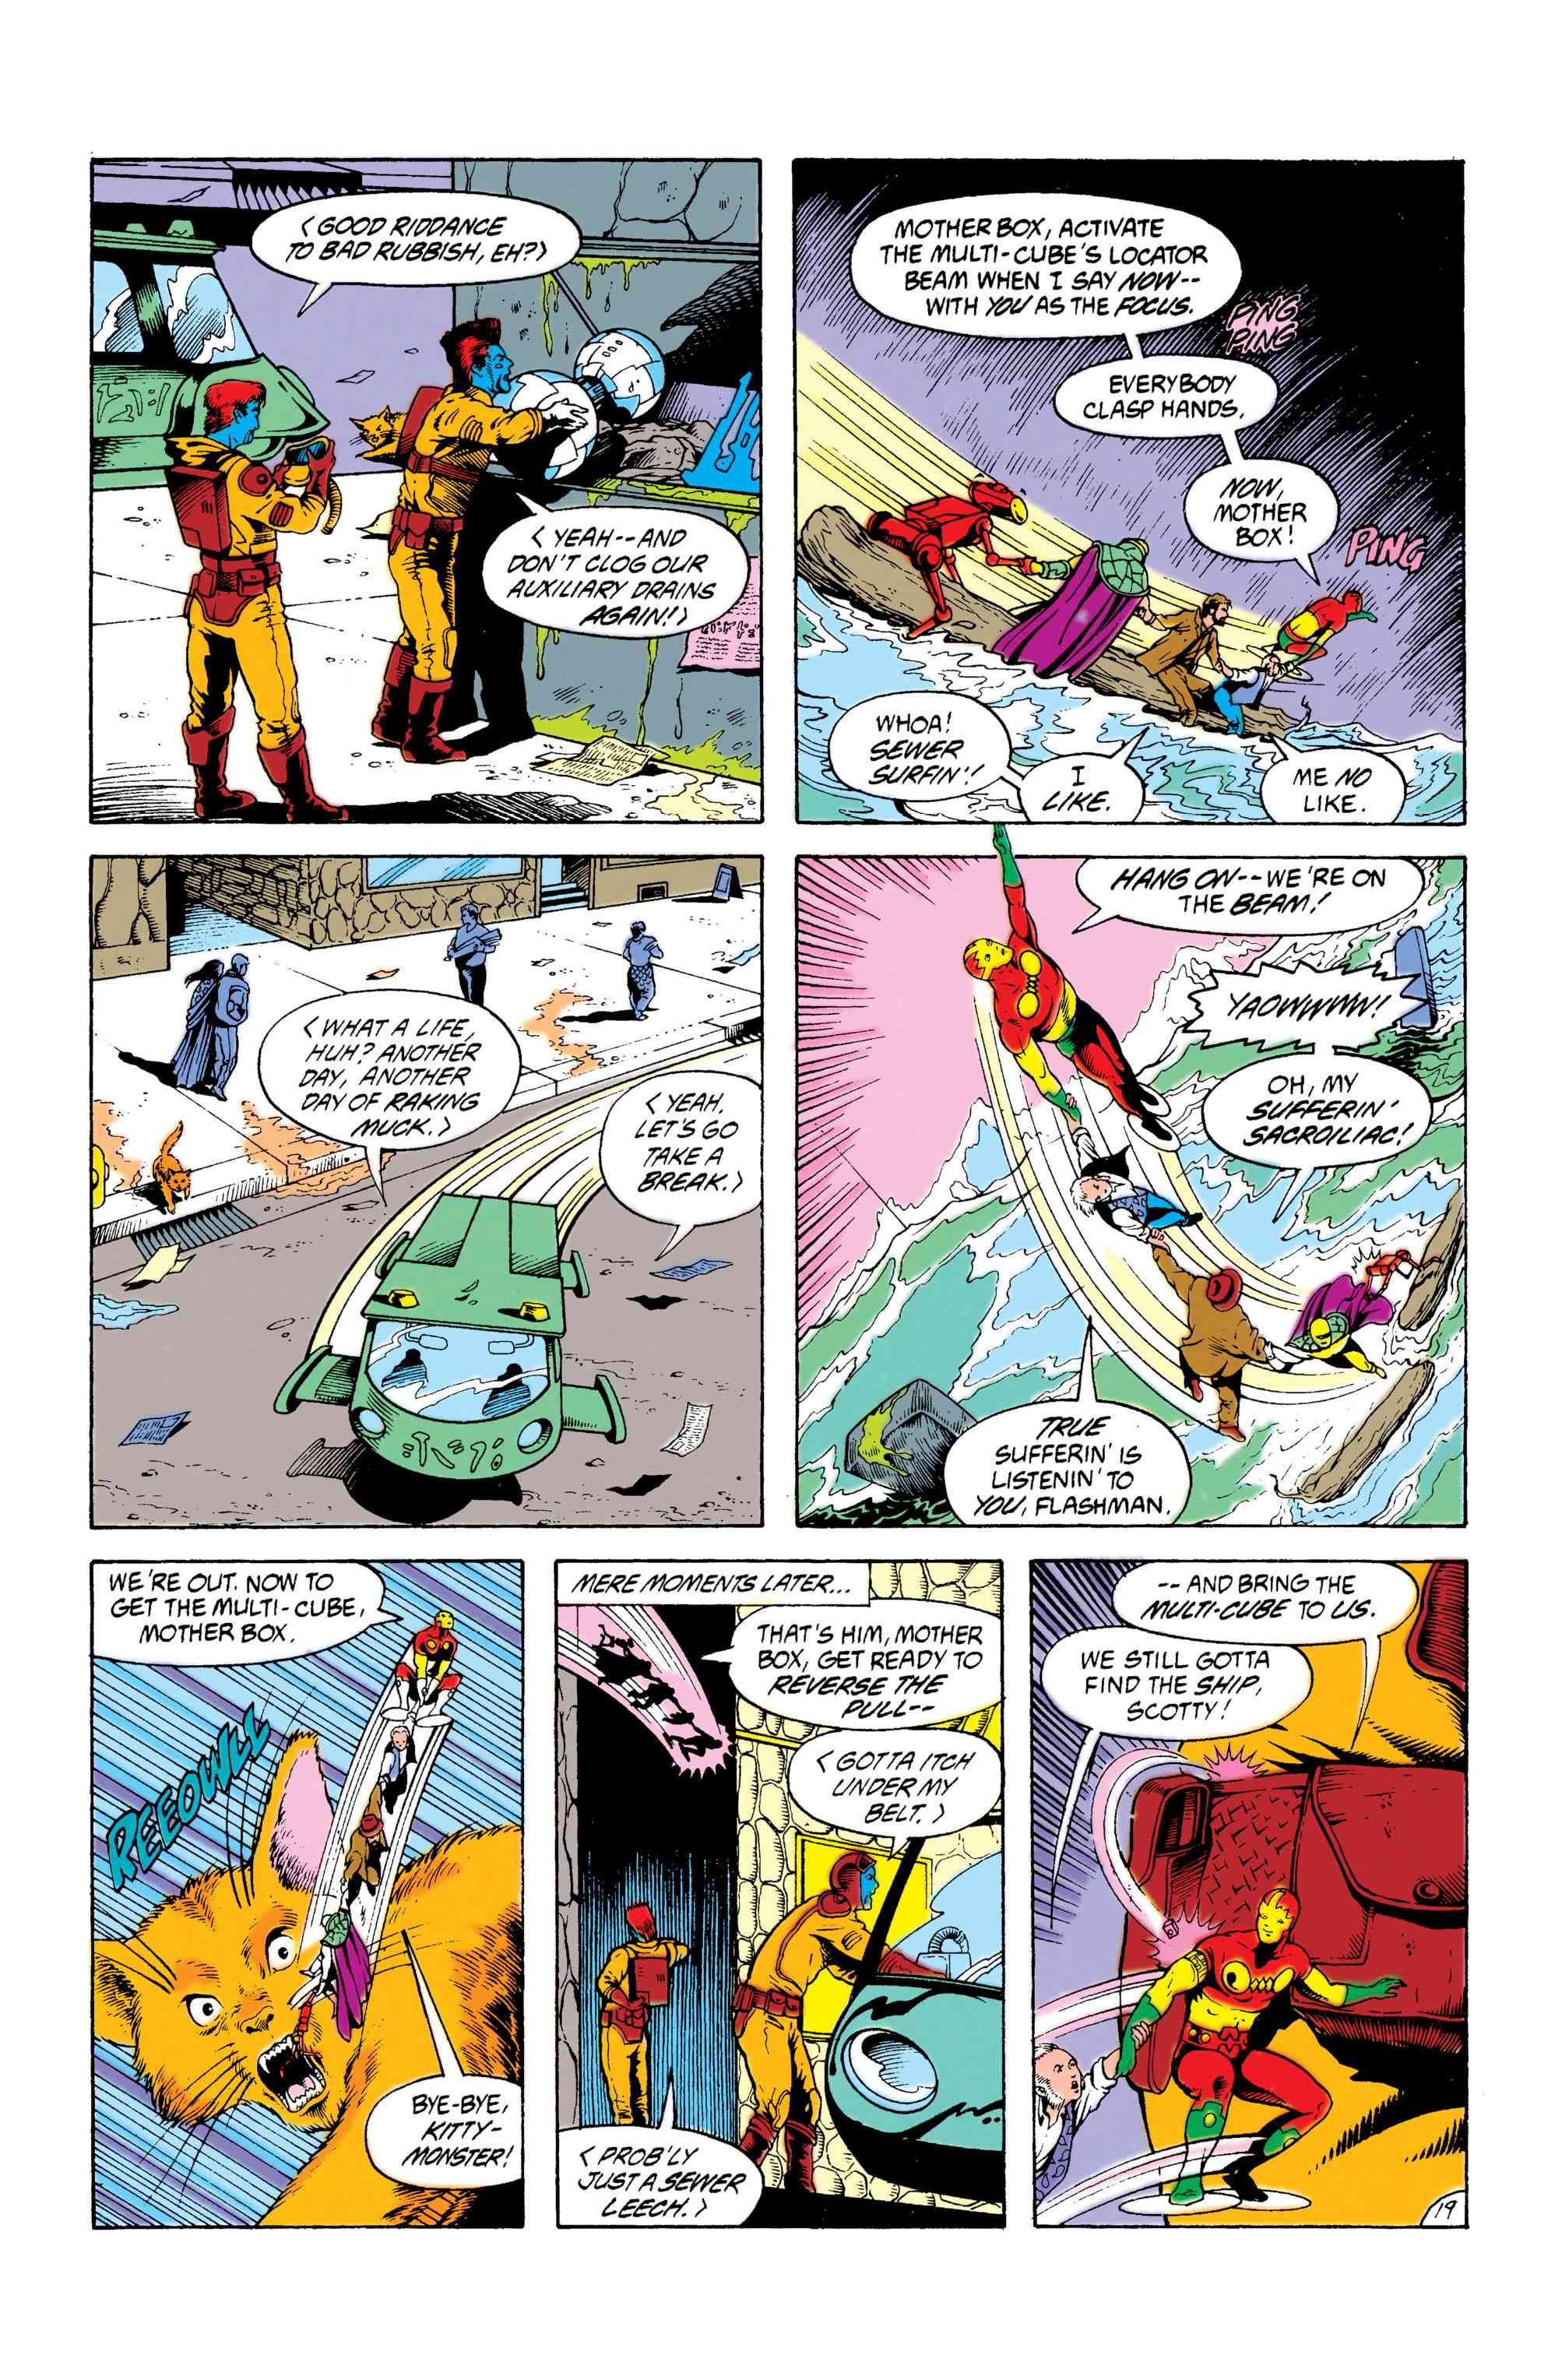 <GOOD RIDDANCE
TO BAD RUBBISH, EH?>
<YEAH--AND
DON'T CLOG OUR
AUXILIARY DRAINS
AGAIN!>
MOTHER BOX, ACTIVATE
THE MULTI-CUBE'S LOCATOR
BEAM WHEN I SAY NOW--
WITH YOU AS THE FOCUS.
PING
PING
EVERYBODY
CLASP HANDS.
NOW,
MOTHER
BOX!
PING
WHOA!
SEWER
SURFIN'!
I
LIKE.
ME NO
LIKE.
<WHAT A LIFE,
HUH? ANOTHER
DAY, ANOTHER
DAY OF RAKING
MUCK.>
<YEAH.
LET'S GO
TAKE A
BREAK.>
HANG ON--WE'RE ON
THE BEAM!
YAOWWWW!
OH, MY
SUFFERIN'
SACROILIAC!
TRUE
SUFFERIN' IS
LISTENIN' TO
YOU, FLASHMAN.
WE'RE OUT. NOW TO
GET THE MULTI-CUBE,
MOTHER BOX.
REEOWLL
BYE-BYE,
KITTY-
MONSTER!
MERE MOMENTS LATER...
THAT'S HIM, MOTHER
BOX, GET READY TO
REVERSE THE
PULL--
<GOTTA ITCH
UNDER MY
BELT.>
<PROB'LY
JUST A SEWER
LEECH.>
--AND BRING THE
MULTI-CUBE TO US.
WE STILL GOTTA
FIND THE SHIP,
SCOTTY!
19